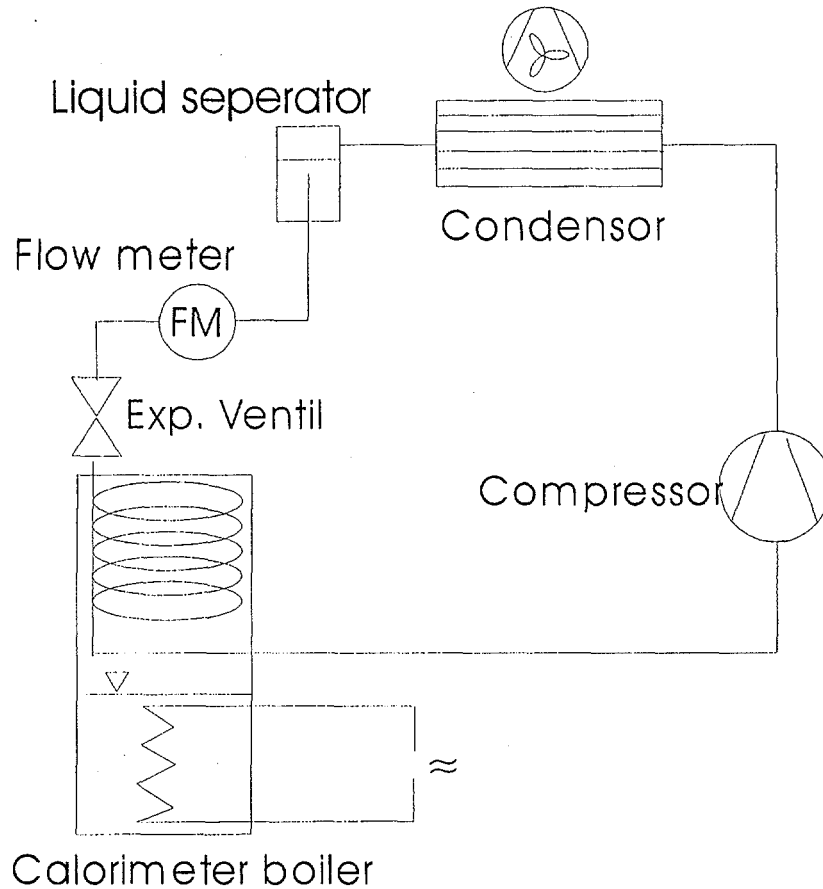 Liquid seperator
Condensor
Flow meter
FM
Exp. Ventil
Compressor
≈
Calorimeter boiler